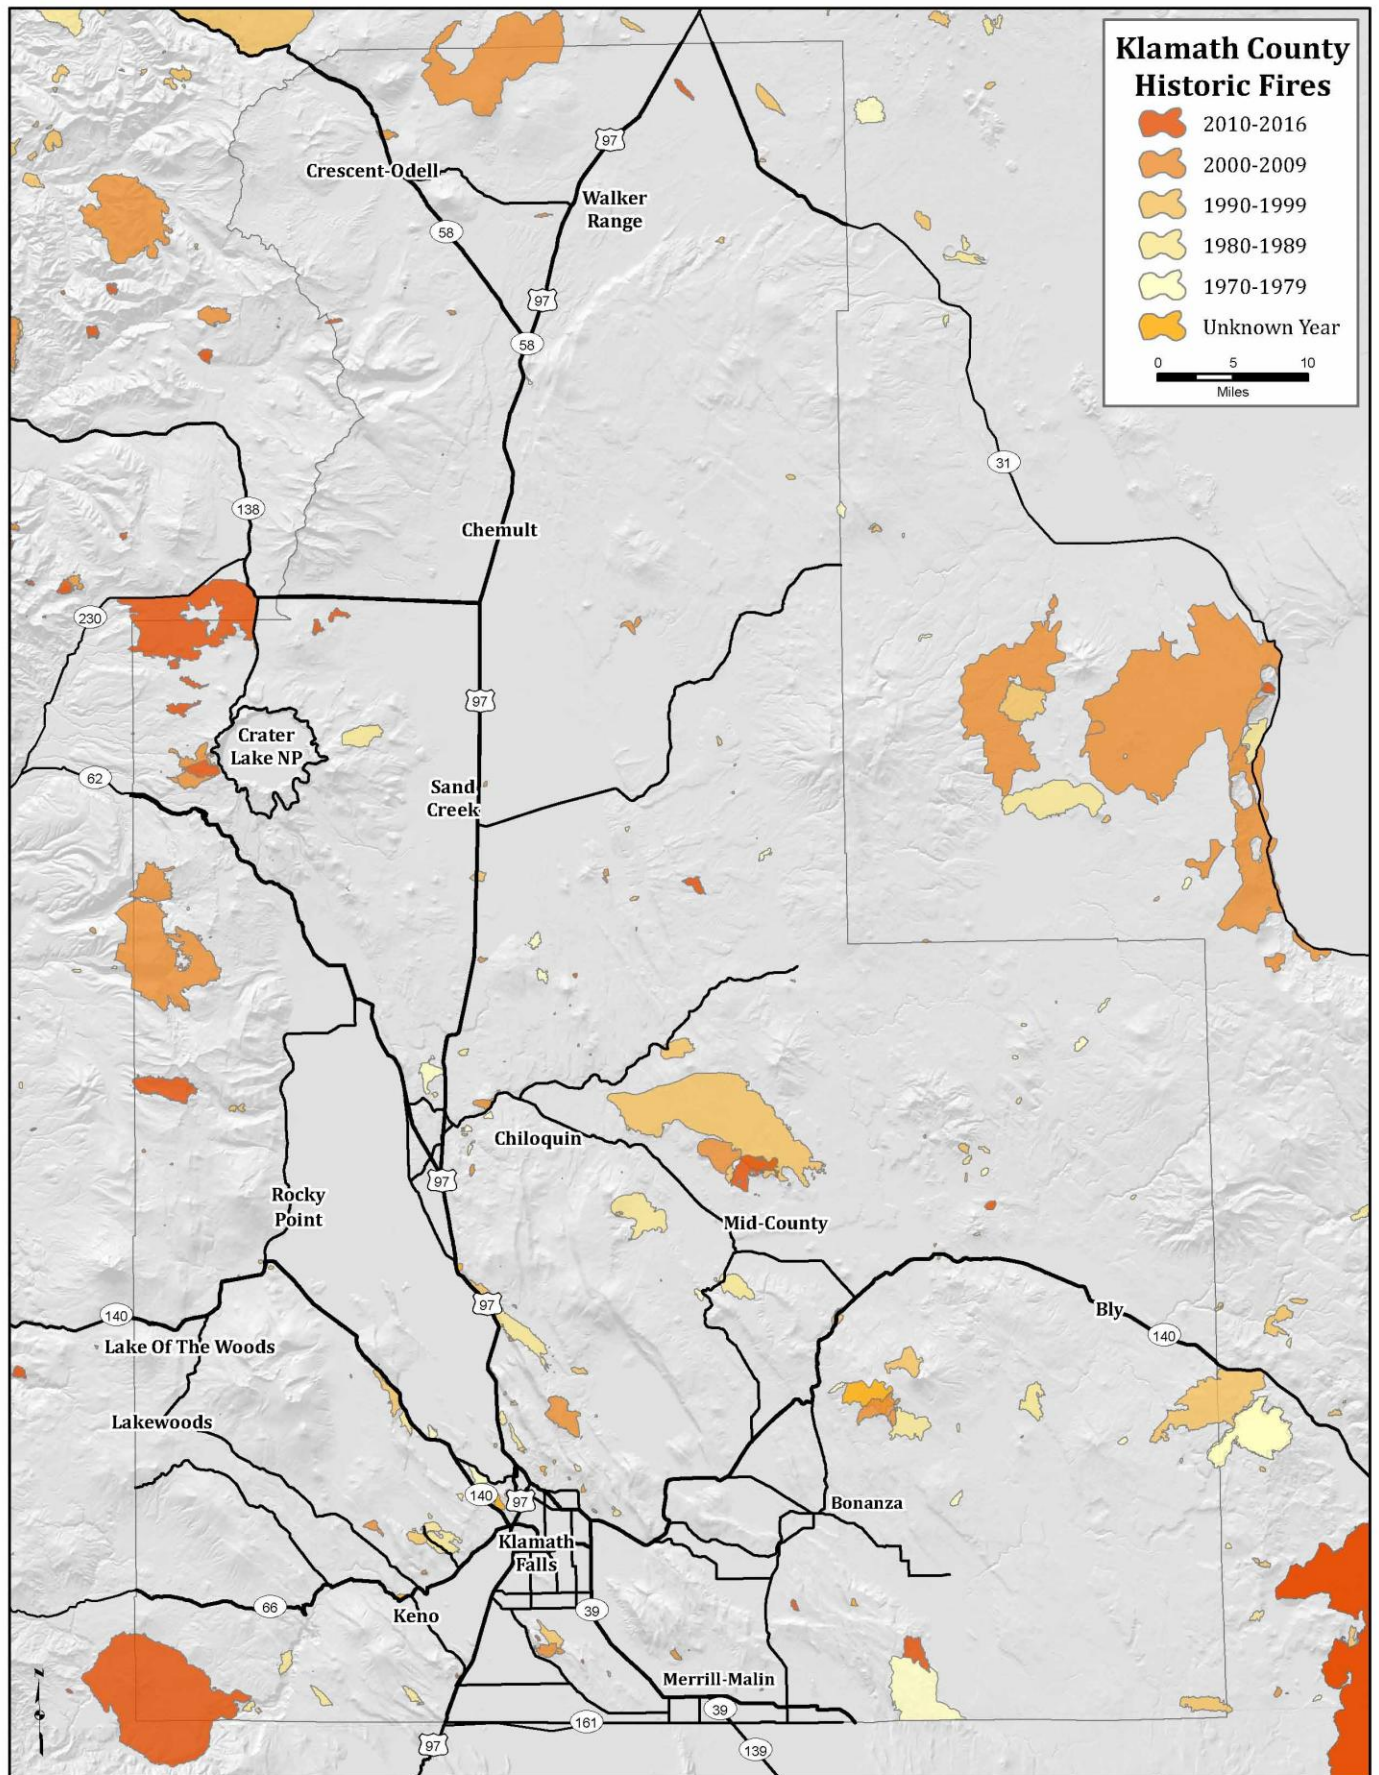 Klamath County
Historic Fires
2010-2016
2000-2009
1990-1999
1980-1989
1970-1979
Unknown Year
0 5 10
Miles
97
Crescent-Odell
Walker
Range
58
97
58
31
138
Chemult
230
97
Crater
Lake NP
62
Sand
Creek
Chiloquin
97
Rocky
Point
Mid-County
97
140
Bly
140
Lake Of The Woods
Lakewoods
140
97
Bonanza
Klamath
Falls
66
Keno
39
Merrill-Malin
39
161
97
139
N